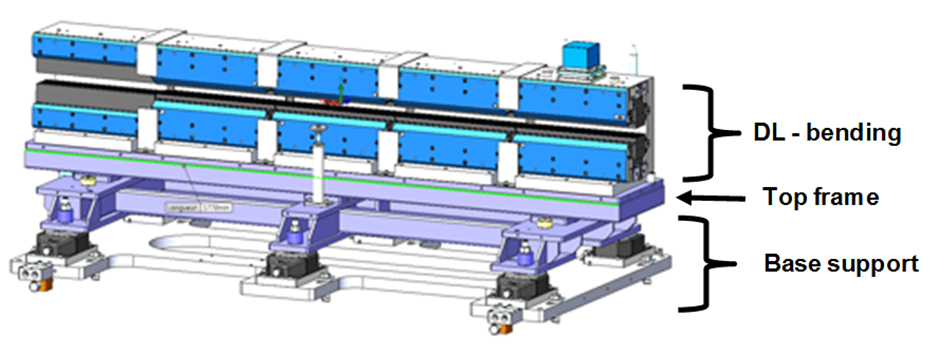 DL - bending
Top frame
Base support